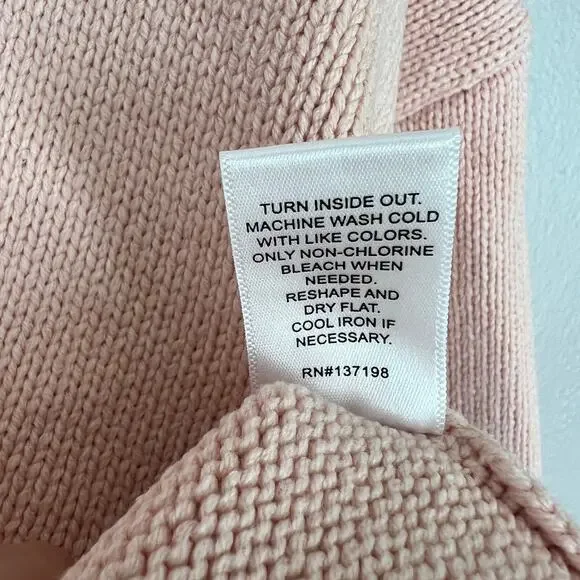 TURN INSIDE OUT.
MACHINE WASH COLD
WITH LIKE COLORS.
ONLY NON-CHLORINE
BLEACH WHEN
NEEDED.
RESHAPE AND
DRY FLAT.
COOL IRON IF
NECESSARY.
RN#137198